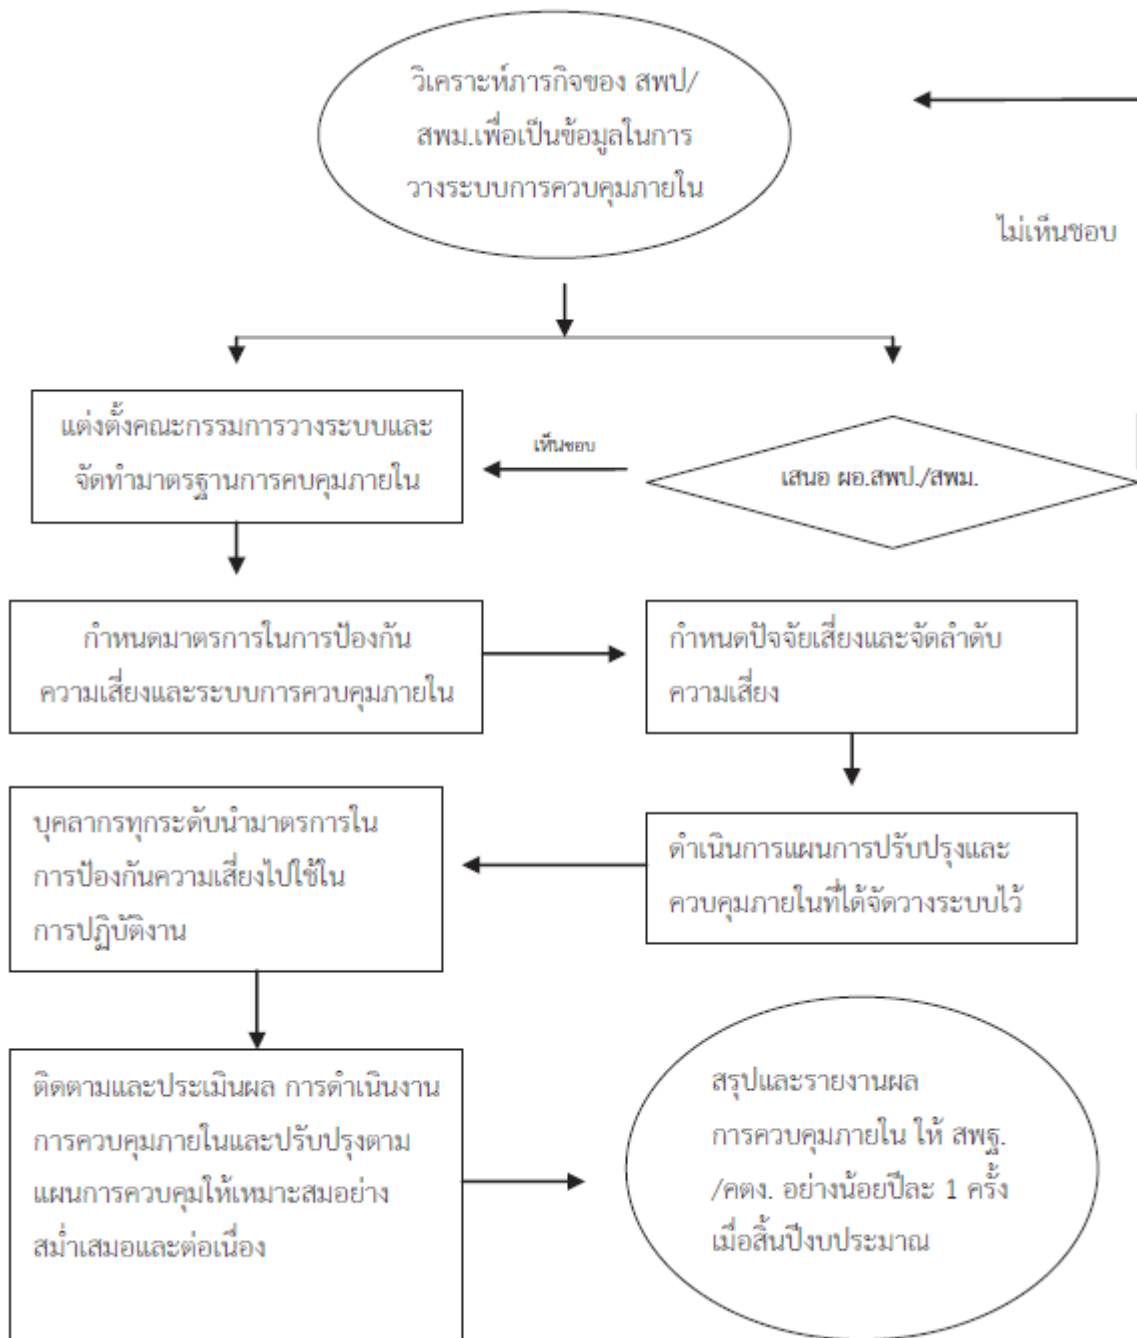 วิเคราะห์ภารกิจของ สพป/
สพม.เพื่อเป็นข้อมูลในการ
วางระบบการควบคุมภายใน
ไม่เห็นชอบ
แต่งตั้งคณะกรรมการวางระบบและ
จัดทำมาตรฐานการคบคุมภายใน
เห็นชอบ
เสนอ ผอ.สพป./สพม.
กำหนดมาตรการในการป้องกัน
ความเสี่ยงและระบบการควบคุมภายใน
กำหนดปัจจัยเสี่ยงและจัดลำดับ
ความเสี่ยง
บุคลากรทุกระดับนำมาตรการใน
การป้องกันความเสี่ยงไปใช้ใน
การปฏิบัติงาน
ดำเนินการแผนการปรับปรุงและ
ควบคุมภายในที่ได้จัดวางระบบไว้
ติดตามและประเมินผล การดำเนินงาน
การควบคุมภายในและปรับปรุงตาม
แผนการควบคุมให้เหมาะสมอย่าง
สม่ำเสมอและต่อเนื่อง
สรุปและรายงานผล
การควบคุมภายใน ให้ สพฐ.
/คตง. อย่างน้อยปีละ 1 ครั้ง
เมื่อสิ้นปีงบประมาณ